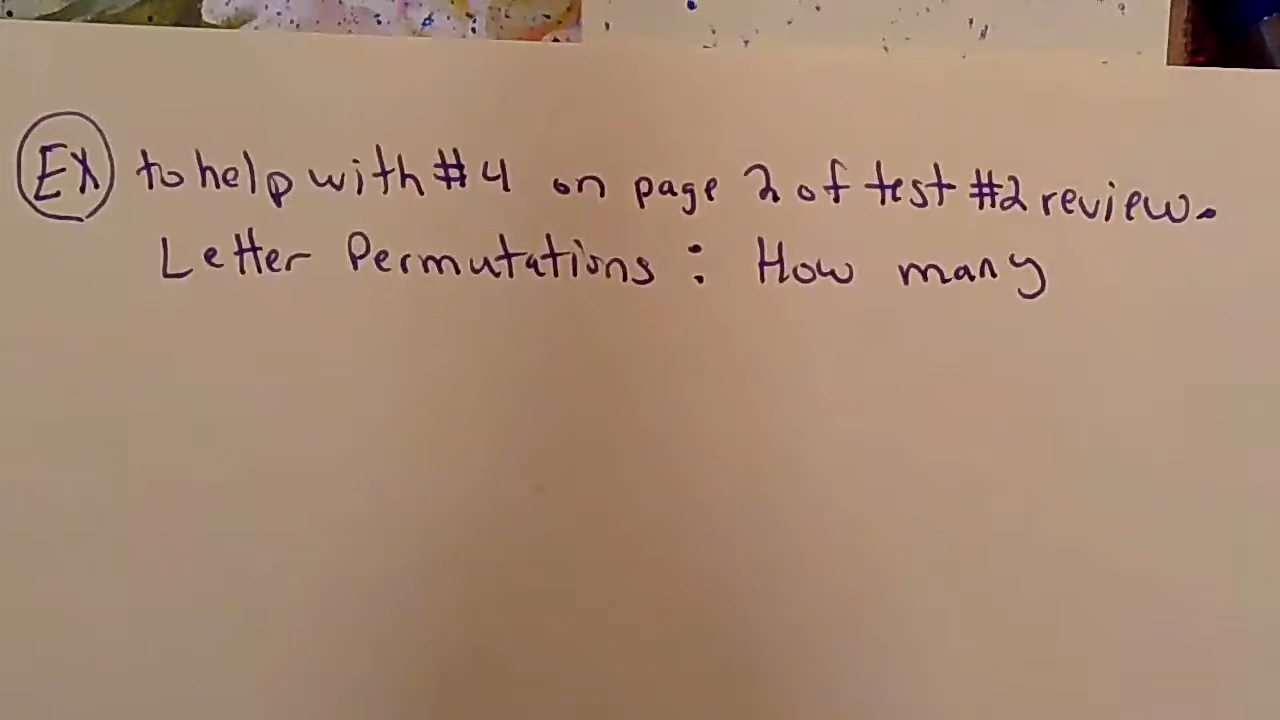 EX to help with #4 on page 2 of test #2 review.
Letter Permutations : How many